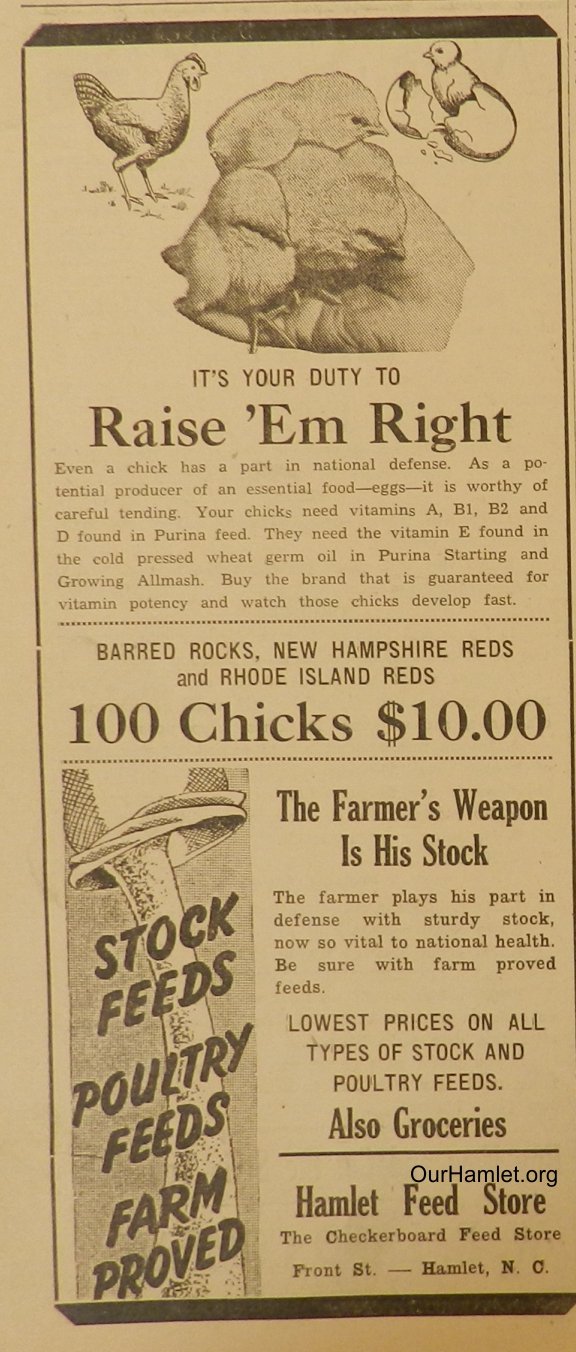 IT'S YOUR DUTY TO
Raise 'Em Right
Even a chick has a part in national defense. As a po-
tential producer of an essential food—eggs—it is worthy of
careful tending. Your chicks need vitamins A, B1, B2 and
D found in Purina feed. They need the vitamin E found in
the cold pressed wheat germ oil in Purina Starting and
Growing Allmash. Buy the brand that is guaranteed for
vitamin potency and watch those chicks develop fast.
BARRED ROCKS, NEW HAMPSHIRE REDS
and RHODE ISLAND REDS
100 Chicks $10.00
STOCK
FEEDS
POULTRY
FEEDS
FARM
PROVED
The Farmer's Weapon
Is His Stock
The farmer plays his part in
defense with sturdy stock,
now so vital to national health.
Be sure with farm proved
feeds.
LOWEST PRICES ON ALL
TYPES OF STOCK AND
POULTRY FEEDS.
Also Groceries
OurHamlet.org
Hamlet Feed Store
The Checkerboard Feed Store
Front St. — Hamlet, N. C.